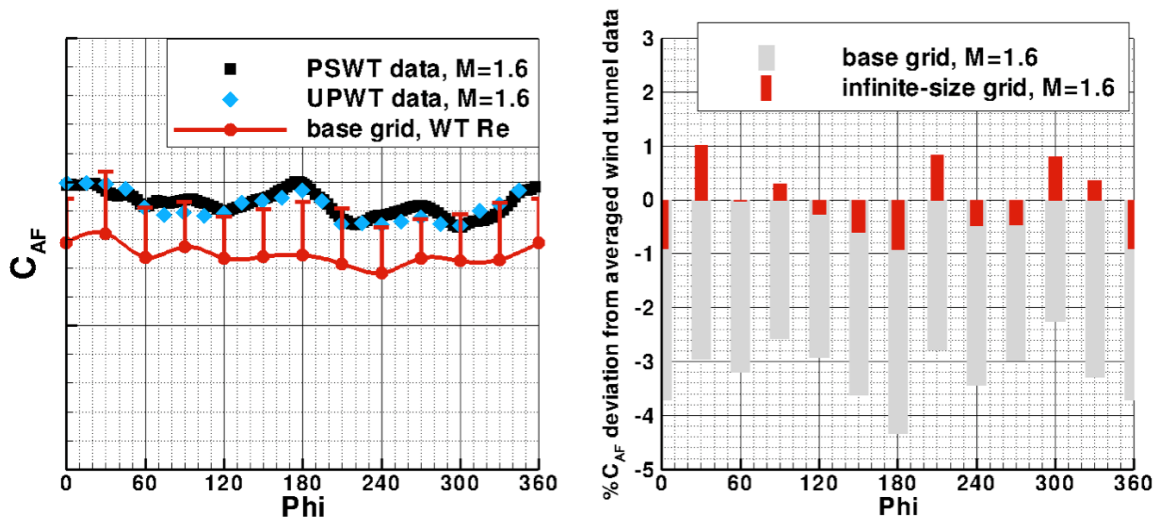 PSWT data, M=1.6
UPWT data, M=1.6
base grid, WT Re
C_AF
0 60 120 180 240 300 360
Phi
base grid, M=1.6
infinite-size grid, M=1.6
% C_AF deviation from averaged wind tunnel data
3
2
1
0
-1
-2
-3
-4
-5
0 60 120 180 240 300 360
Phi